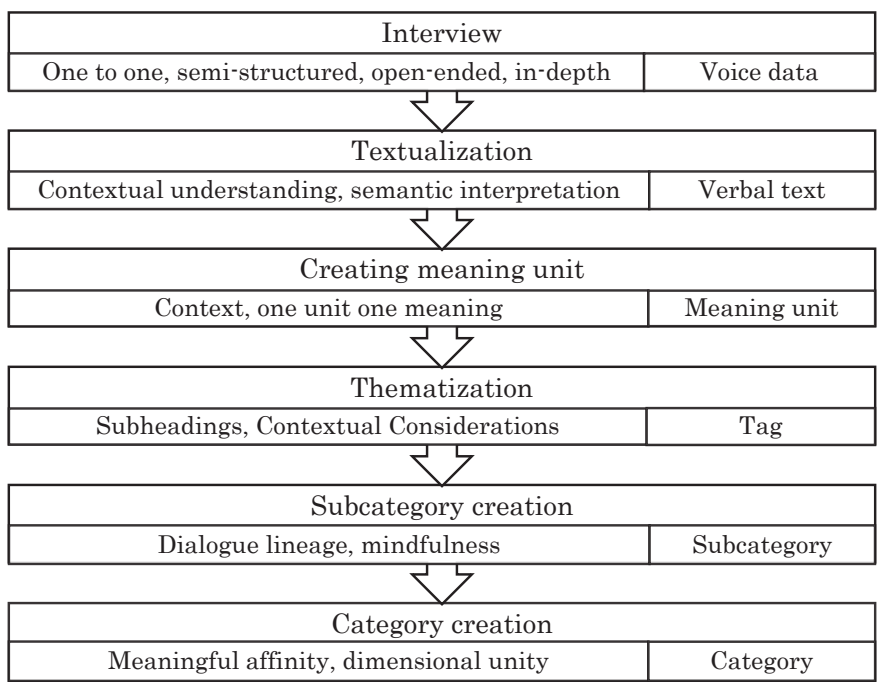 Interview
One to one, semi-structured, open-ended, in-depth Voice data
Textualization
Contextual understanding, semantic interpretation Verbal text
Creating meaning unit
Context, one unit one meaning Meaning unit
Thematization
Subheadings, Contextual Considerations Tag
Subcategory creation
Dialogue lineage, mindfulness Subcategory
Category creation
Meaningful affinity, dimensional unity Category